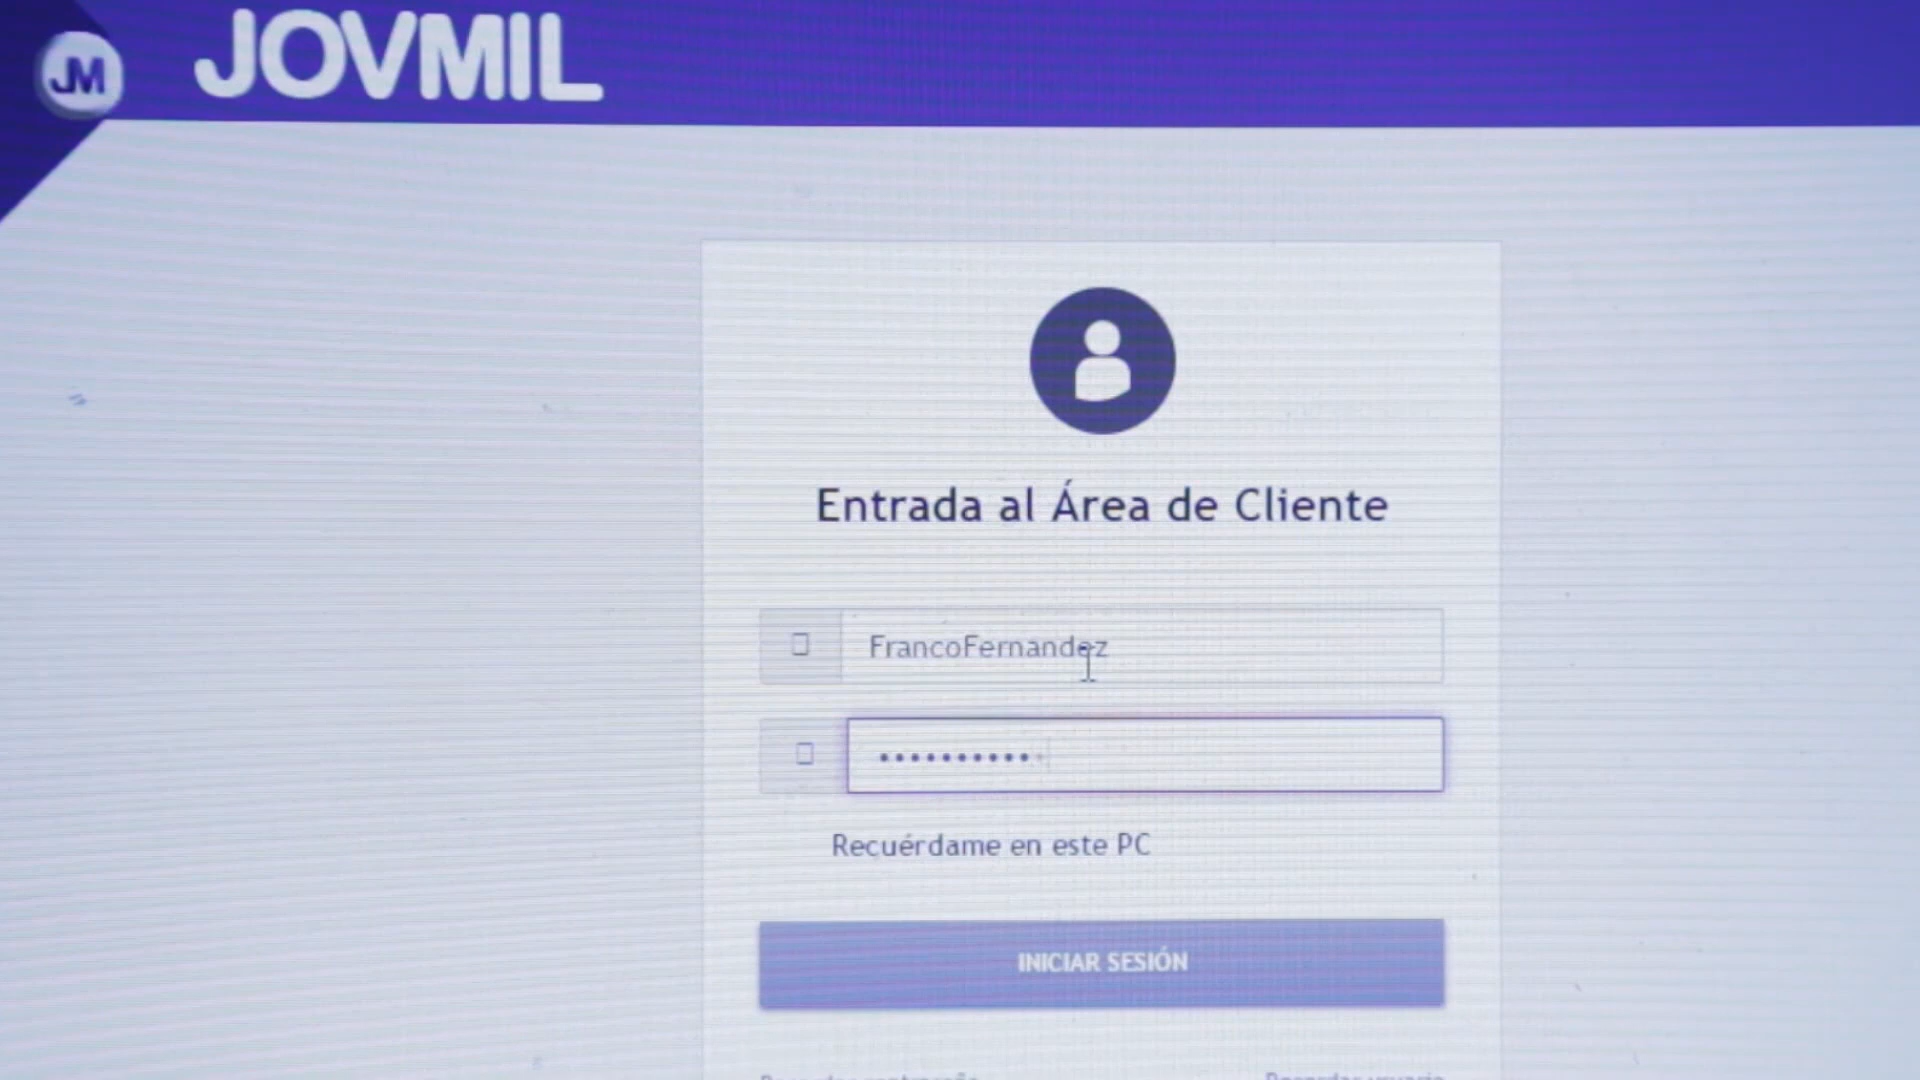 JM
JOVMIL
Entrada al Área de Cliente
FrancoFernandez
Recuérdame en este PC
INICIAR SESIÓN